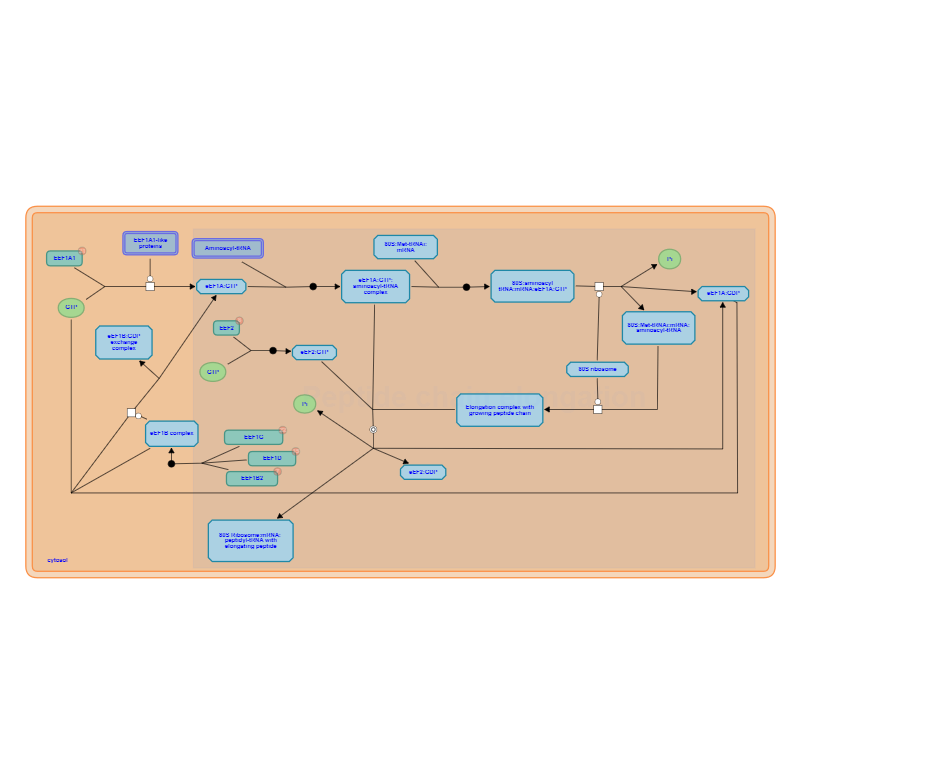 EEF1A1-like
proteins
EEF1A1
Aminoacyl-tRNA
80S:Met-tRNAi:
mRNA
Pi
GTP
eEF1A:GTP
eEF1A:GTP:
aminoacyl-tRNA
complex
80S:aminoacyl
tRNA:mRNA:eEF1A:GTP
eEF1A:GDP
EEF2
80S:Met-tRNAi:mRNA:
aminoacyl-tRNA
eEF1B:GDP
exchange
complex
eEF2:GTP
GTP
80S ribosome
Pi
Elongation complex with
growing peptide chain
eEF1B complex
EEF1G
EEF1D
EEF1B2
eEF2:GDP
80S Ribosome:mRNA:
peptidyl-tRNA with
elongating peptide
cytosol